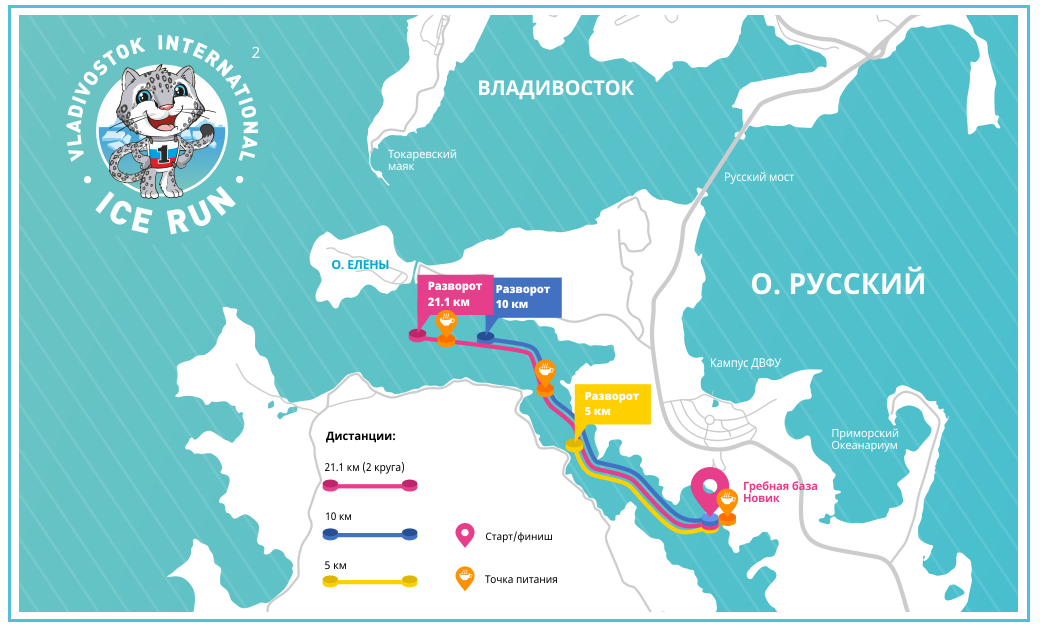 VLADIVOSTOK INTERNATIONAL
ICE RUN
1
2
ВЛАДИВОСТОК
Токаревский
маяк
Русский мост
О. ЕЛЕНЫ
О. РУССКИЙ
Разворот
21.1 км
Разворот
10 км
Кампус ДВФУ
Разворот
5 км
Приморский
Океанариум
Гребная база
Новик
Дистанции:
21.1 км (2 круга)
10 км
5 км
Старт/финиш
Точка питания